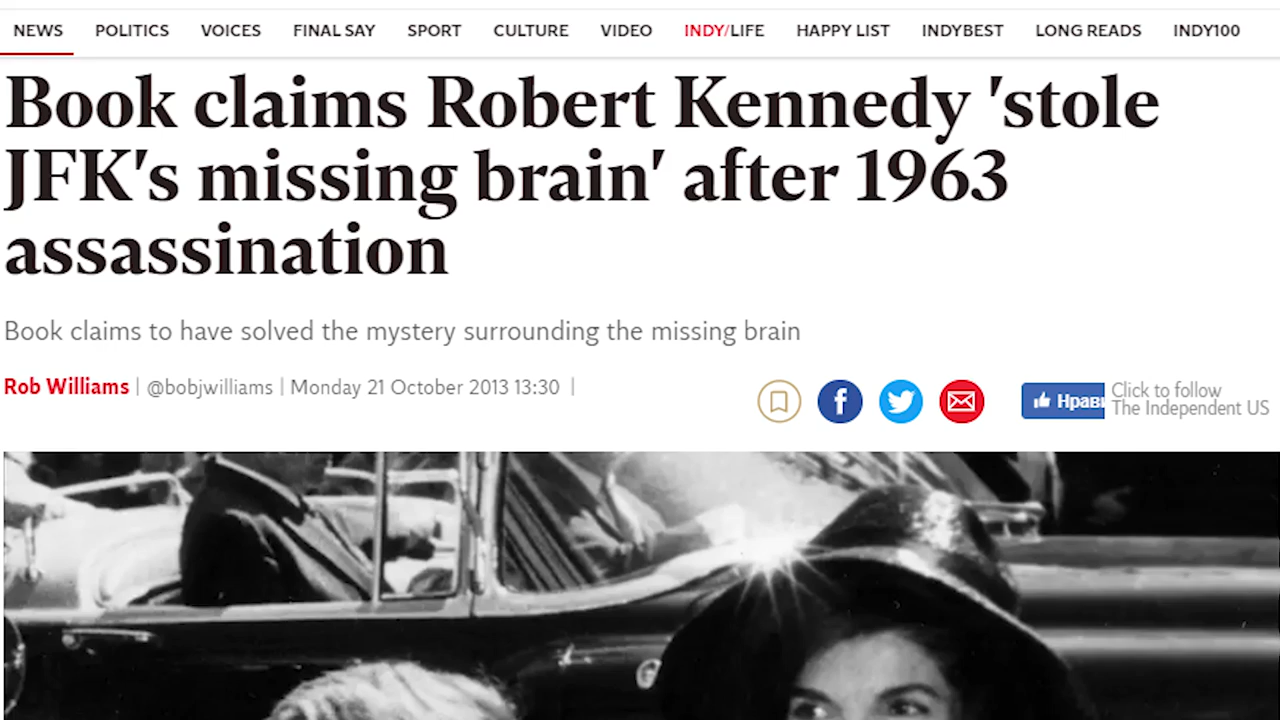 NEWS POLITICS VOICES FINAL SAY SPORT CULTURE VIDEO INDY/LIFE HAPPY LIST INDYBEST LONG READS INDY100
Book claims Robert Kennedy 'stole
JFK's missing brain' after 1963
assassination
Book claims to have solved the mystery surrounding the missing brain
Rob Williams | @bobjwilliams | Monday 21 October 2013 13:30 |
Нрави
Click to follow
The Independent US